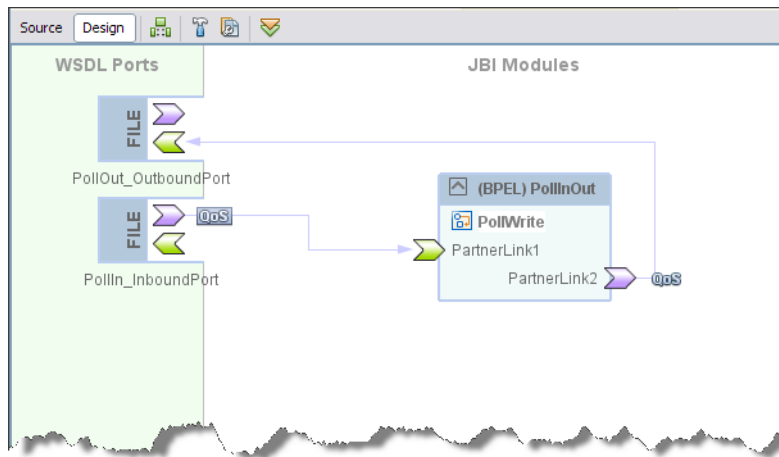 Source Design
WSDL Ports
JBI Modules
FILE
PollOut_OutboundPort
FILE
QoS
PollIn_InboundPort
(BPEL) PollInOut
PollWrite
PartnerLink1
PartnerLink2
QoS